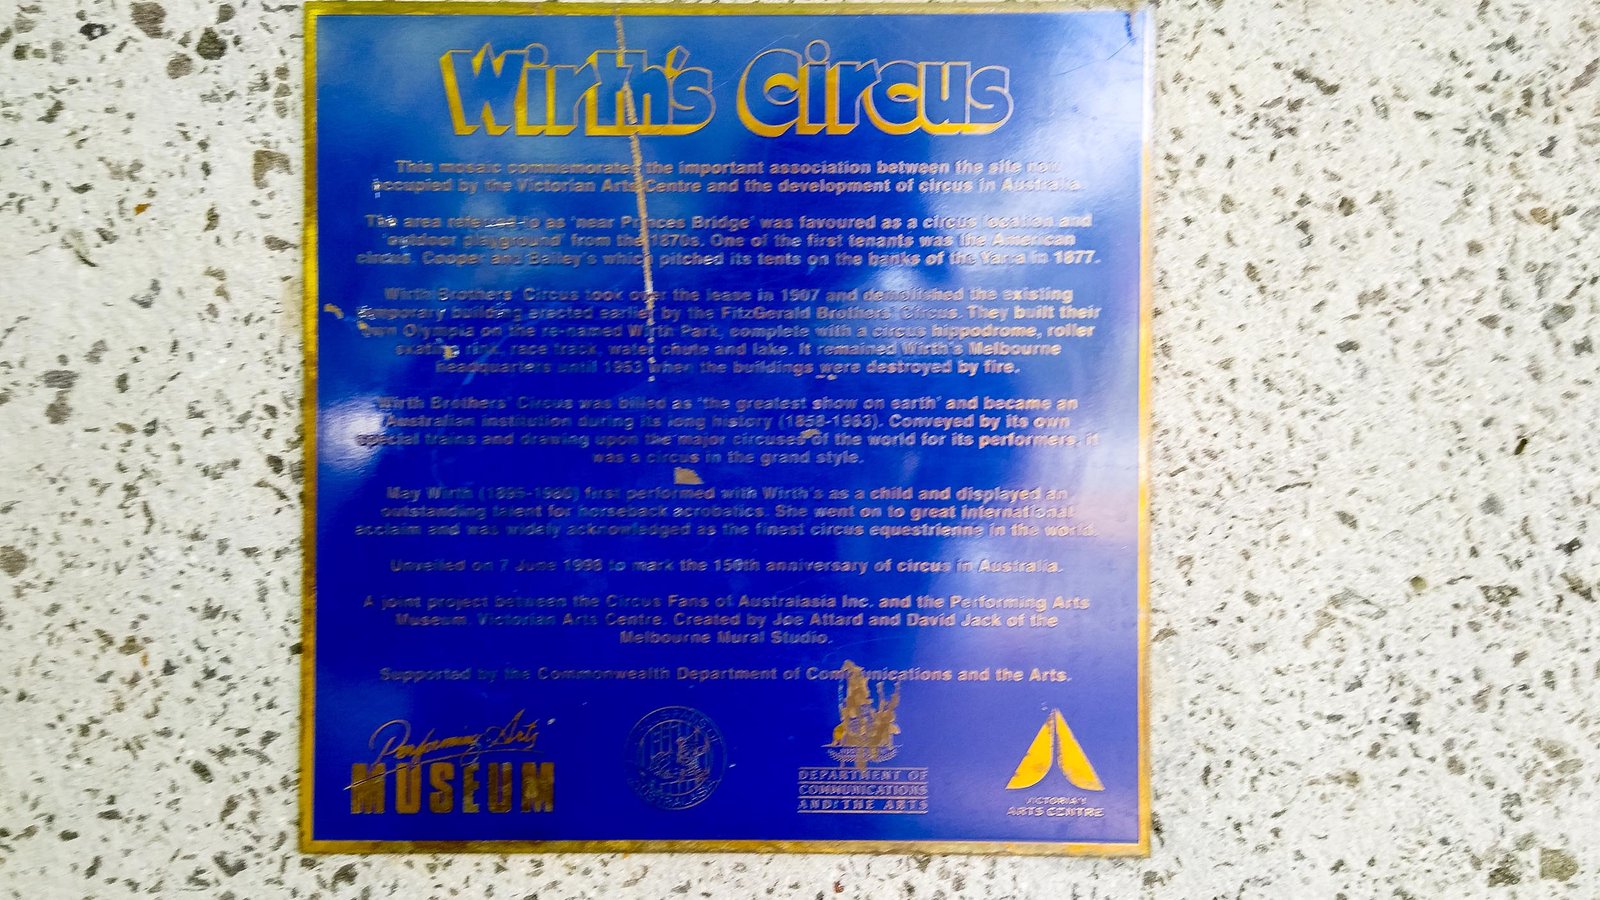 Wirth's Circus
This mosaic commemorates the important association between the site now
occupied by the Victorian Arts Centre and the development of circus in Australia.
The area referred to as 'near Princes Bridge' was favoured as a circus location and
'outdoor playground' from the 1870s. One of the first tenants was the American
circus, Cooper and Bailey's which pitched its tents on the banks of the Yarra in 1877.
Wirth Brothers' Circus took over the lease in 1907 and demolished the existing
temporary building erected earlier by the FitzGerald Brothers' Circus. They built their
own Olympia on the re-named Wirth Park, complete with a circus hippodrome, roller
skating rink, race track, water chute and lake. It remained Wirth's Melbourne
headquarters until 1953 when the buildings were destroyed by fire.
Wirth Brothers' Circus was billed as 'the greatest show on earth' and became an
Australian institution during its long history Conveyed by its own
special trains and drawing upon the major circuses of the world for its performers, it
was a circus in the grand style.
May Wirth (1895-1980) first performed with Wirth's as a child and displayed an
outstanding talent for horseback acrobatics. She went on to great international
acclaim and was widely acknowledged as the finest circus equestrienne in the world.
Unveiled on 7 June 1998 to mark the 150th anniversary of circus in Australia.
A joint project between the Circus Fans of Australasia Inc. and the Performing Arts
Museum, Victorian Arts Centre. Created by Joe Attard and David Jack of the
Melbourne Mural Studio.
Supported by the Commonwealth Department of Communications and the Arts.
Performing Arts
MUSEUM
AUSTRALASIA
DEPARTMENT OF
COMMUNICATIONS
AND THE ARTS
VICTORIAN
ARTS CENTRE